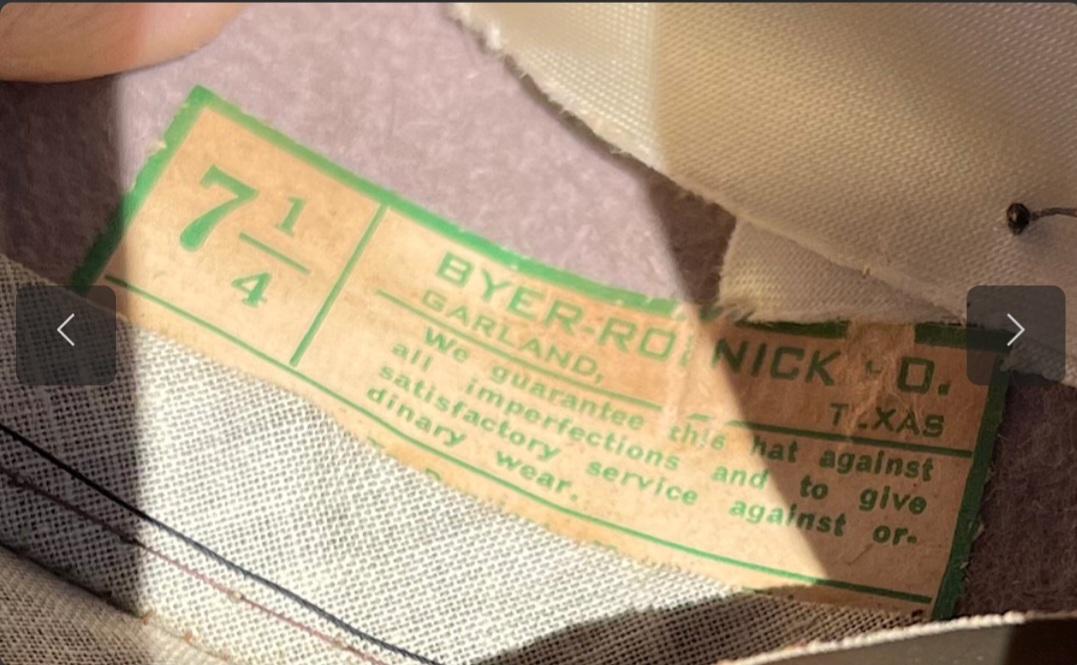 7 1/4
BYER-RO NICK O.
GARLAND, TEXAS
We guarantee this hat against
all imperfections and to give
satisfactory service against or-
dinary wear.